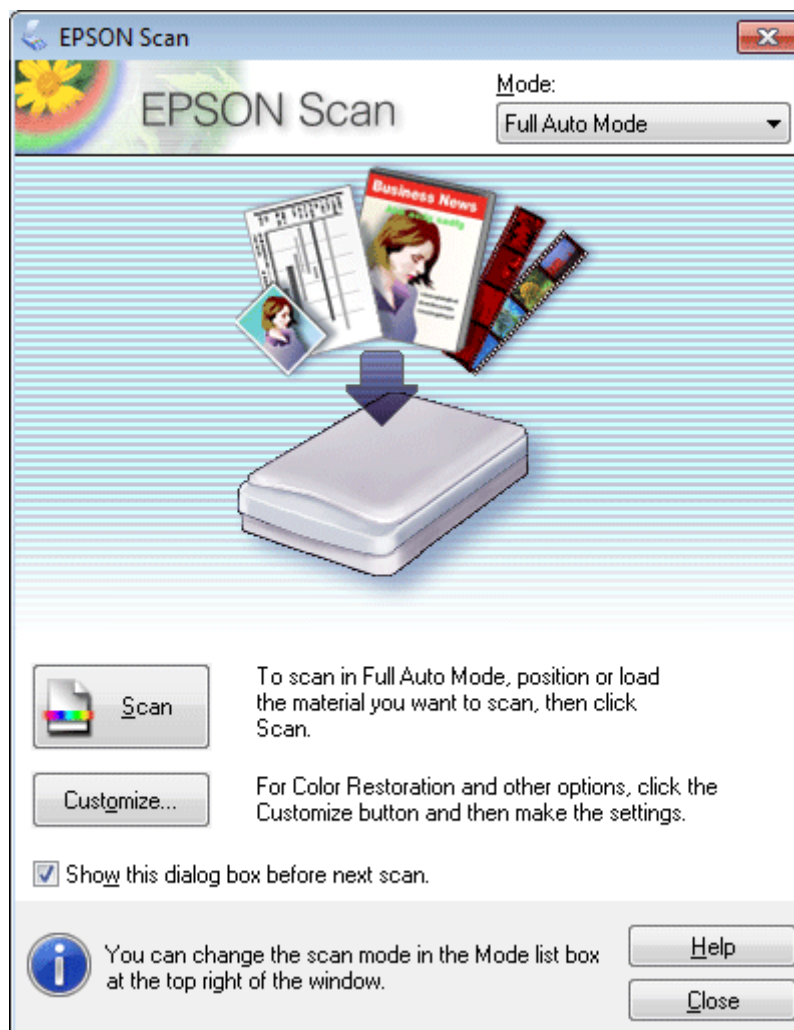 EPSON Scan
EPSON Scan
Mode:
Full Auto Mode
Business News
Scan
To scan in Full Auto Mode, position or load
the material you want to scan, then click
Scan.
Customize...
For Color Restoration and other options, click the
Customize button and then make the settings.
Show this dialog box before next scan.
You can change the scan mode in the Mode list box
at the top right of the window.
Help
Close